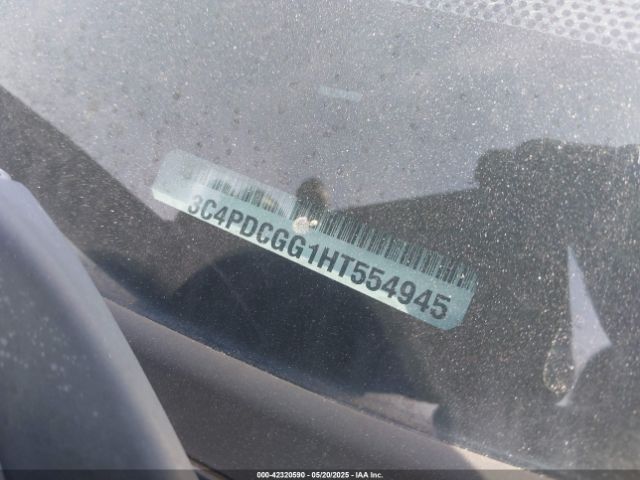 3C4PDCGG1HT554945
000-42320590 — 05/20/2025 — IAA Inc.